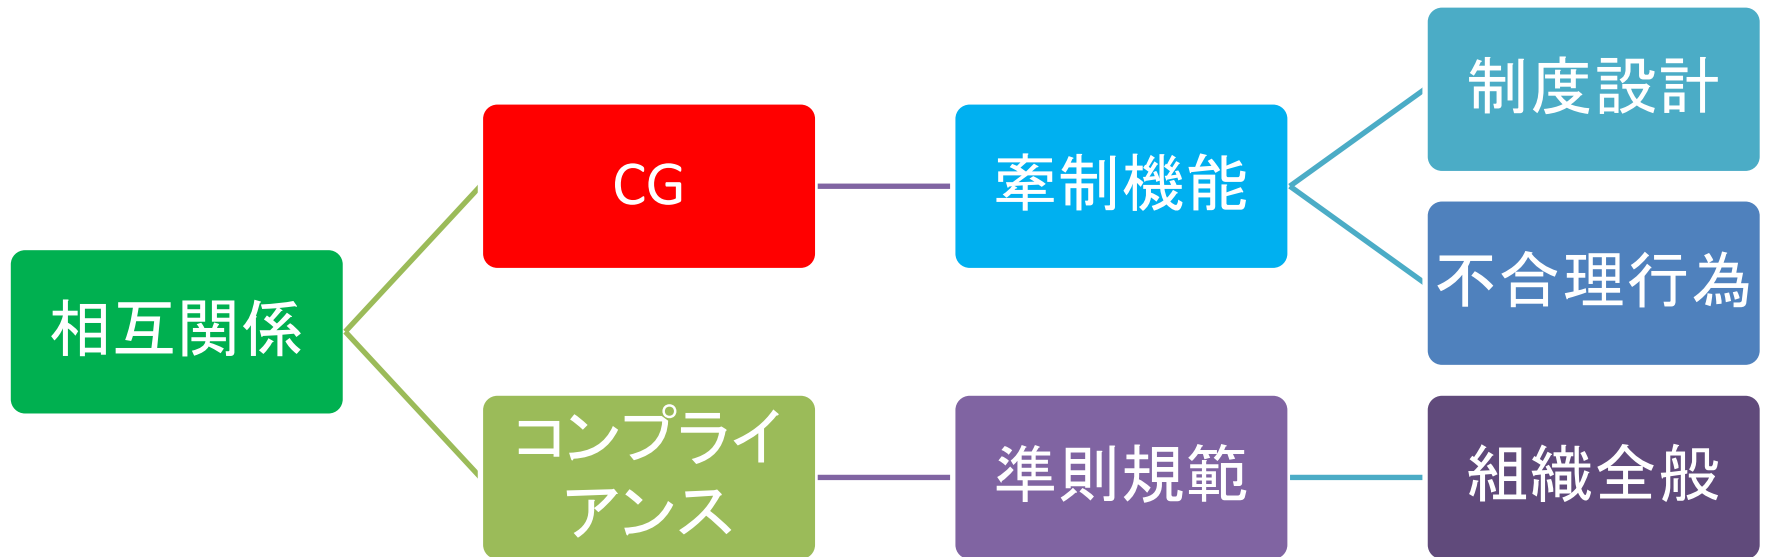 相互関係
CG
牽制機能
制度設計
不合理行為
コンプライ
アンス
準則規範
組織全般